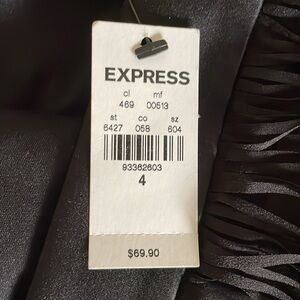 EXPRESS
cl mf
469 00513
st co sz
6427 058 604
93362603
4
$69.90